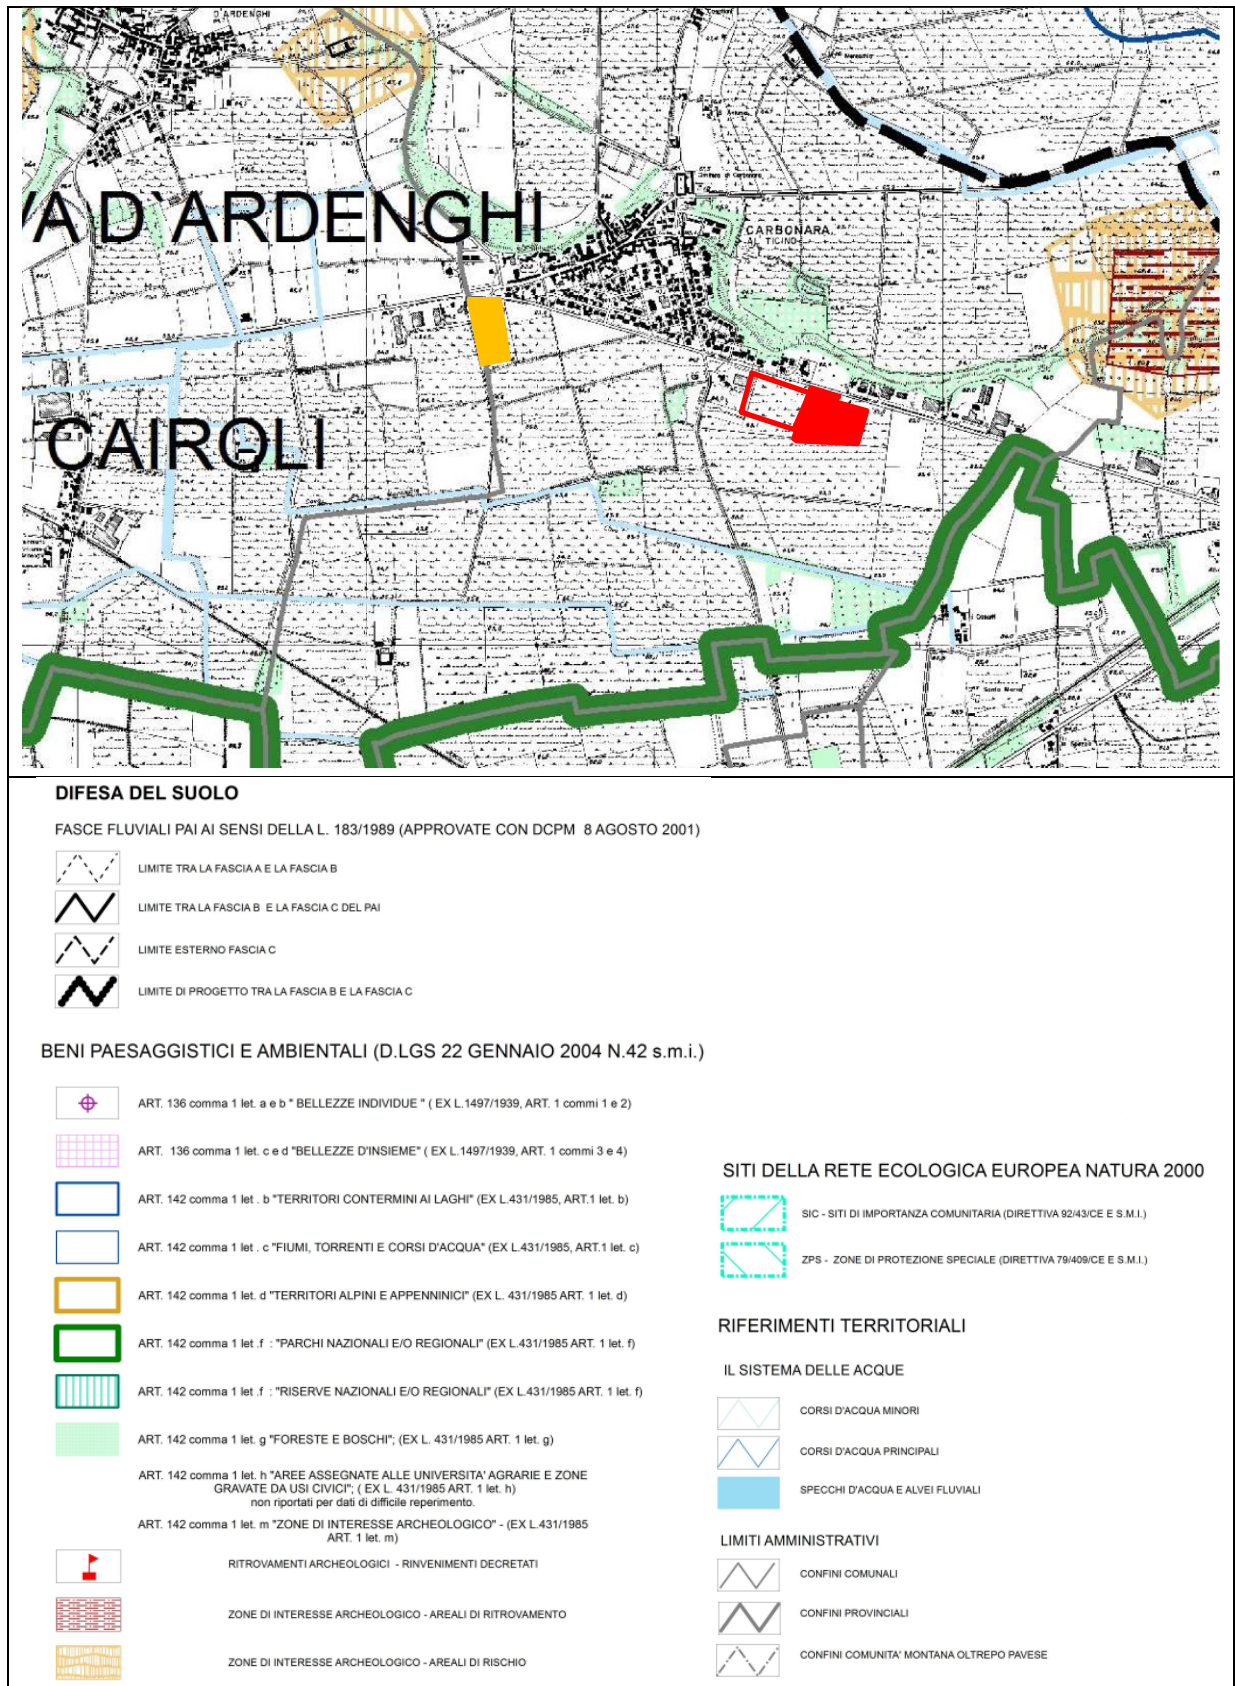 D'ARDENGHI
VA D`ARDENGHI
CARBONARA
AL TICINO
CAIROLI
DIFESA DEL SUOLO
FASCE FLUVIALI PAI AI SENSI DELLA L. 183/1989 (APPROVATE CON DCPM 8 AGOSTO 2001)
LIMITE TRA LA FASCIA A E LA FASCIA B
LIMITE TRA LA FASCIA B E LA FASCIA C DEL PAI
LIMITE ESTERNO FASCIA C
LIMITE DI PROGETTO TRA LA FASCIA B E LA FASCIA C
BENI PAESAGGISTICI E AMBIENTALI (D.LGS 22 GENNAIO 2004 N.42 s.m.i.)
ART. 136 comma 1 let. a e b " BELLEZZE INDIVIDUE " ( EX L.1497/1939, ART. 1 commi 1 e 2)
ART. 136 comma 1 let. c e d "BELLEZZE D'INSIEME" ( EX L.1497/1939, ART. 1 commi 3 e 4)
ART. 142 comma 1 let . b "TERRITORI CONTERMINI AI LAGHI" (EX L.431/1985, ART.1 let. b)
ART. 142 comma 1 let . c "FIUMI, TORRENTI E CORSI D'ACQUA" (EX L.431/1985, ART.1 let. c)
ART. 142 comma 1 let. d "TERRITORI ALPINI E APPENNINICI" (EX L. 431/1985 ART. 1 let. d)
ART. 142 comma 1 let .f : "PARCHI NAZIONALI E/O REGIONALI" (EX L.431/1985 ART. 1 let. f)
ART. 142 comma 1 let .f : "RISERVE NAZIONALI E/O REGIONALI" (EX L.431/1985 ART. 1 let. f)
ART. 142 comma 1 let. g "FORESTE E BOSCHI"; (EX L. 431/1985 ART. 1 let. g)
ART. 142 comma 1 let. h "AREE ASSEGNATE ALLE UNIVERSITA' AGRARIE E ZONE
GRAVATE DA USI CIVICI"; ( EX L. 431/1985 ART. 1 let. h)
non riportati per dati di difficile reperimento.
ART. 142 comma 1 let. m "ZONE DI INTERESSE ARCHEOLOGICO" - (EX L.431/1985
ART. 1 let. m)
RITROVAMENTI ARCHEOLOGICI - RINVENIMENTI DECRETATI
ZONE DI INTERESSE ARCHEOLOGICO - AREALI DI RITROVAMENTO
ZONE DI INTERESSE ARCHEOLOGICO - AREALI DI RISCHIO
SITI DELLA RETE ECOLOGICA EUROPEA NATURA 2000
SIC - SITI DI IMPORTANZA COMUNITARIA (DIRETTIVA 92/43/CE E S.M.I.)
ZPS - ZONE DI PROTEZIONE SPECIALE (DIRETTIVA 79/409/CE E S.M.I.)
RIFERIMENTI TERRITORIALI
IL SISTEMA DELLE ACQUE
CORSI D'ACQUA MINORI
CORSI D'ACQUA PRINCIPALI
SPECCHI D'ACQUA E ALVEI FLUVIALI
LIMITI AMMINISTRATIVI
CONFINI COMUNALI
CONFINI PROVINCIALI
CONFINI COMUNITA' MONTANA OLTREPO PAVESE